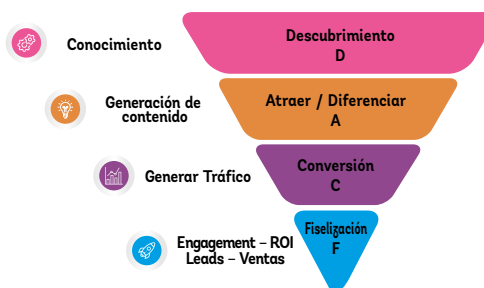 Conocimiento
Descubrimiento
D
Generación de
contenido
Atraer / Diferenciar
A
Generar Tráfico
Conversión
C
Engagement – ROI
Leads – Ventas
Fiselización
F